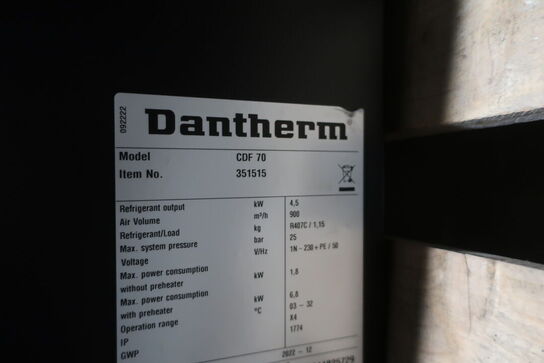 092222
Dantherm®
Model CDF 70
Item No. 351515
Refrigerant output kW 4,5
Air Volume m³/h 900
Refrigerant/Load kg R407C / 1,15
Max. system pressure bar 25
Voltage V/Hz 1N~230+PE / 50
Max. power consumption
without preheater kW 1,8
Max. power consumption
with preheater kW 6,8
Operation range °C 03 - 32
IP X4
GWP 1774
2022 - 12